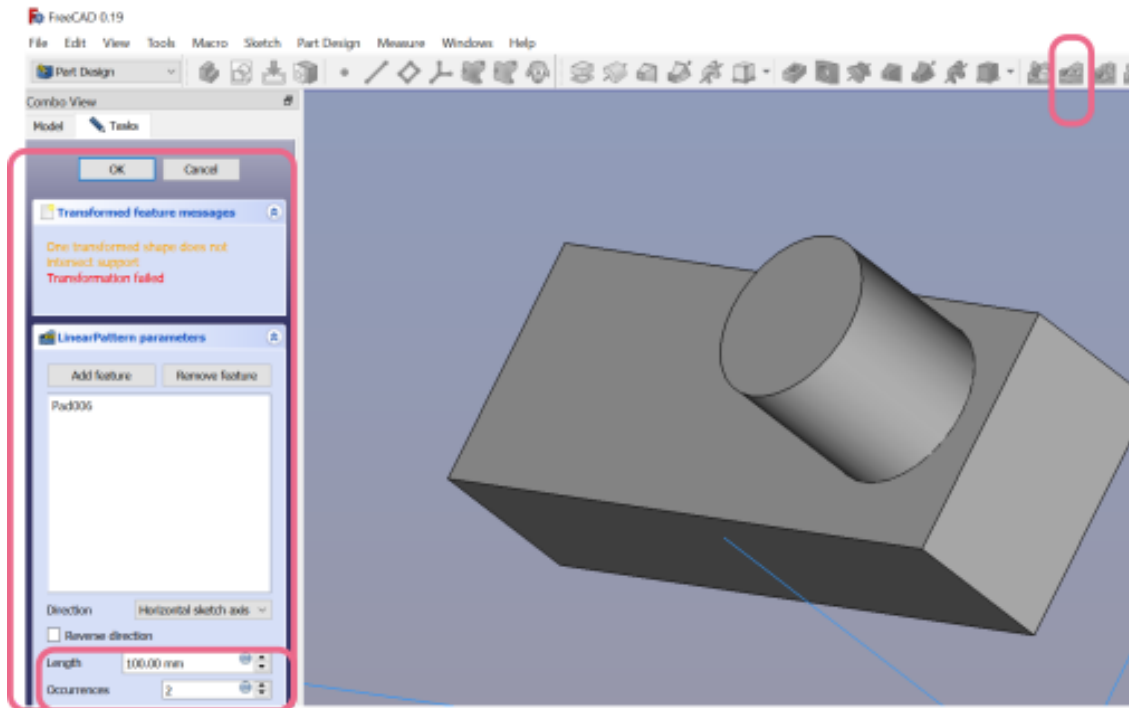 FreeCAD 0.19
File Edit View Tools Macro Sketch Part Design Measure Windows Help
Part Design
Combo View
Model Tasks
OK Cancel
Transformed feature messages
One transformed shape does not
intersect support
Transformation failed
LinearPattern parameters
Add feature Remove feature
Pad006
Direction Horizontal sketch axis
Reverse direction
Length 100.00 mm
Occurrences 2